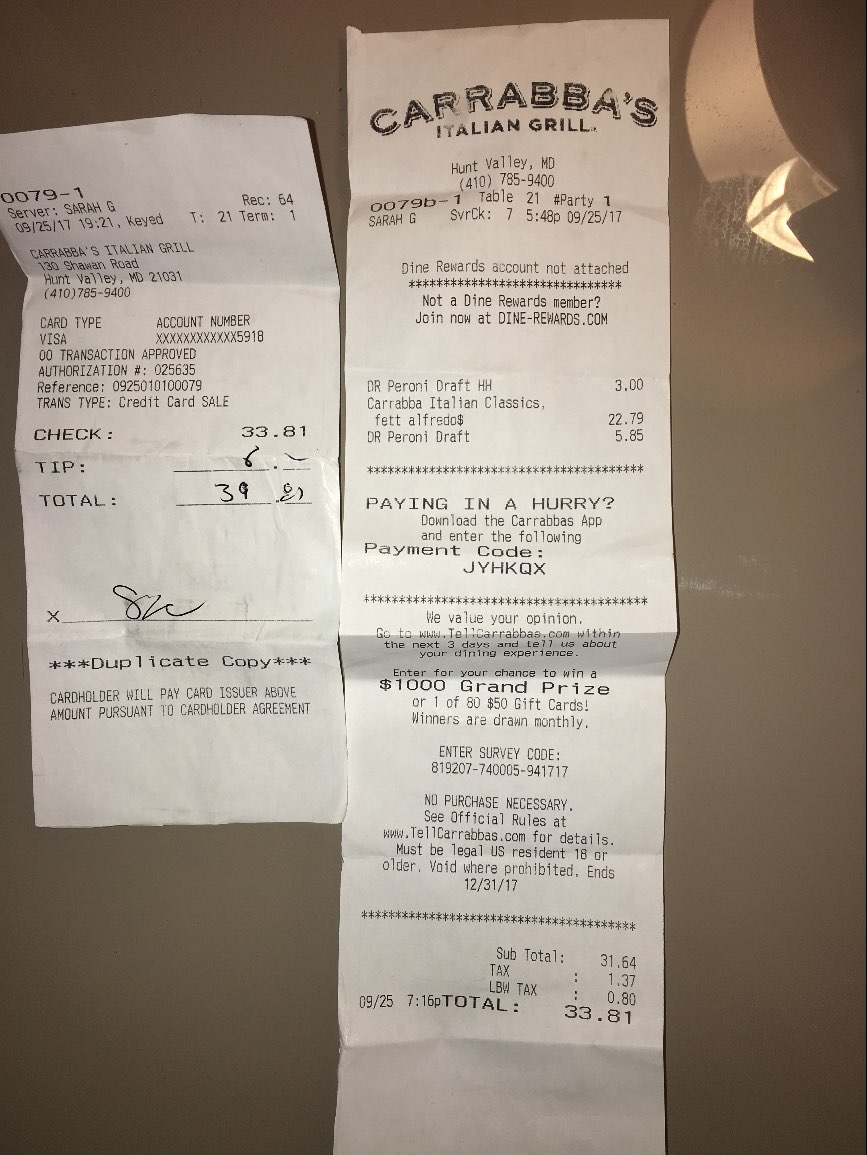 0079-1
Rec: 64
Server: SARAH G
09/25/17 19:21, Keyed T: 21 Term: 1
CARRABBA'S ITALIAN GRILL
130 Shawan Road
Hunt Valley, MD 21031
(410)785-9400
CARD TYPE ACCOUNT NUMBER
VISA XXXXXXXXXXXX5918
00 TRANSACTION APPROVED
AUTHORIZATION #: 025635
Reference: 0925010100079
TRANS TYPE: Credit Card SALE
CHECK: 33.81
TIP: 6.—
TOTAL: 39.81
X
***Duplicate Copy***
CARDHOLDER WILL PAY CARD ISSUER ABOVE
AMOUNT PURSUANT TO CARDHOLDER AGREEMENT
CARRABBA'S
ITALIAN GRILL.
Hunt Valley, MD
(410) 785-9400
0079b-1 Table 21 #Party 1
SARAH G SvrCk: 7 5:48p 09/25/17
Dine Rewards account not attached
******************************
Not a Dine Rewards member?
Join now at DINE-REWARDS.COM
DR Peroni Draft HH 3.00
Carrabba Italian Classics,
fett alfredo$ 22.79
DR Peroni Draft 5.85
***************************************
PAYING IN A HURRY?
Download the Carrabbas App
and enter the following
Payment Code:
JYHKQX
****************************************
We value your opinion.
Go to www.TellCarrabbas.com within
the next 3 days and tell us about
your dining experience.
Enter for your chance to win a
$1000 Grand Prize
or 1 of 80 $50 Gift Cards!
Winners are drawn monthly.
ENTER SURVEY CODE:
819207-740005-941717
NO PURCHASE NECESSARY.
See Official Rules at
www.TellCarrabbas.com for details.
Must be legal US resident 18 or
older. Void where prohibited. Ends
12/31/17
***************************************
Sub Total: 31.64
TAX : 1.37
LBW TAX : 0.80
09/25 7:16pTOTAL: 33.81